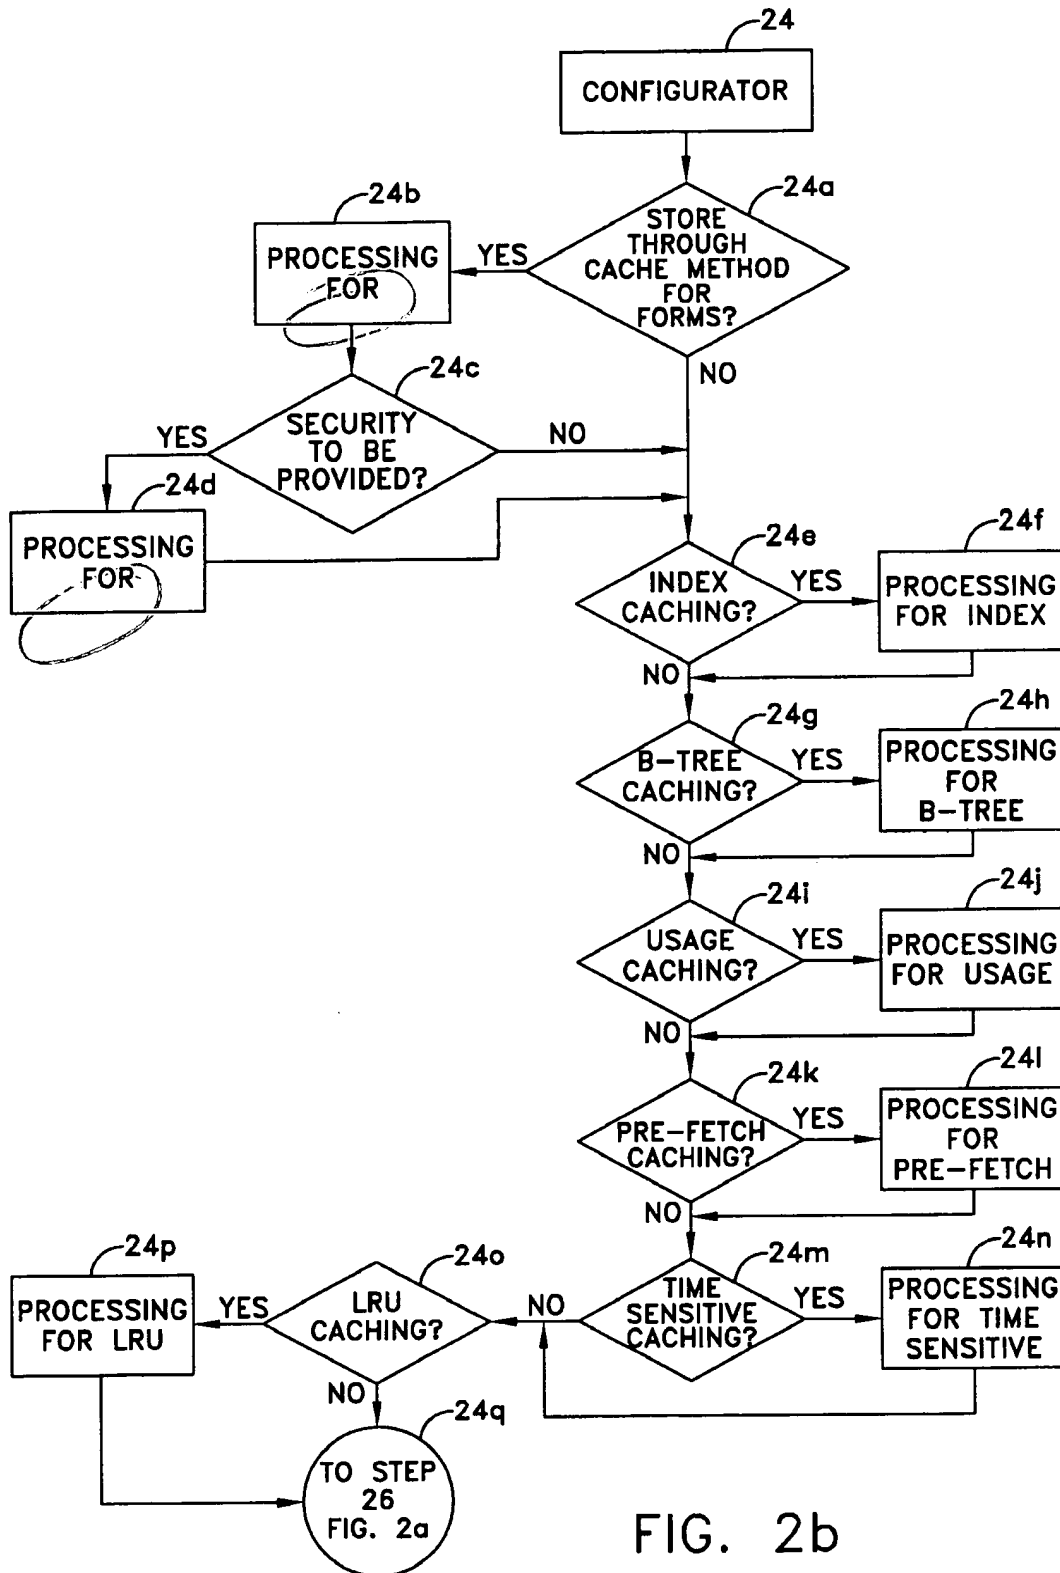 24
CONFIGURATOR
24a
STORE
THROUGH
CACHE METHOD
FOR
FORMS?
YES
NO
24b
PROCESSING
FOR
24c
SECURITY
TO BE
PROVIDED?
YES
NO
24d
PROCESSING
FOR
24e
INDEX
CACHING?
YES
NO
24f
PROCESSING
FOR INDEX
24g
B-TREE
CACHING?
YES
NO
24h
PROCESSING
FOR
B-TREE
24i
USAGE
CACHING?
YES
NO
24j
PROCESSING
FOR USAGE
24k
PRE-FETCH
CACHING?
YES
NO
24l
PROCESSING
FOR
PRE-FETCH
24m
TIME
SENSITIVE
CACHING?
YES
NO
24n
PROCESSING
FOR TIME
SENSITIVE
24o
LRU
CACHING?
YES
NO
24p
PROCESSING
FOR LRU
24q
TO STEP
26
FIG. 2a
FIG. 2b